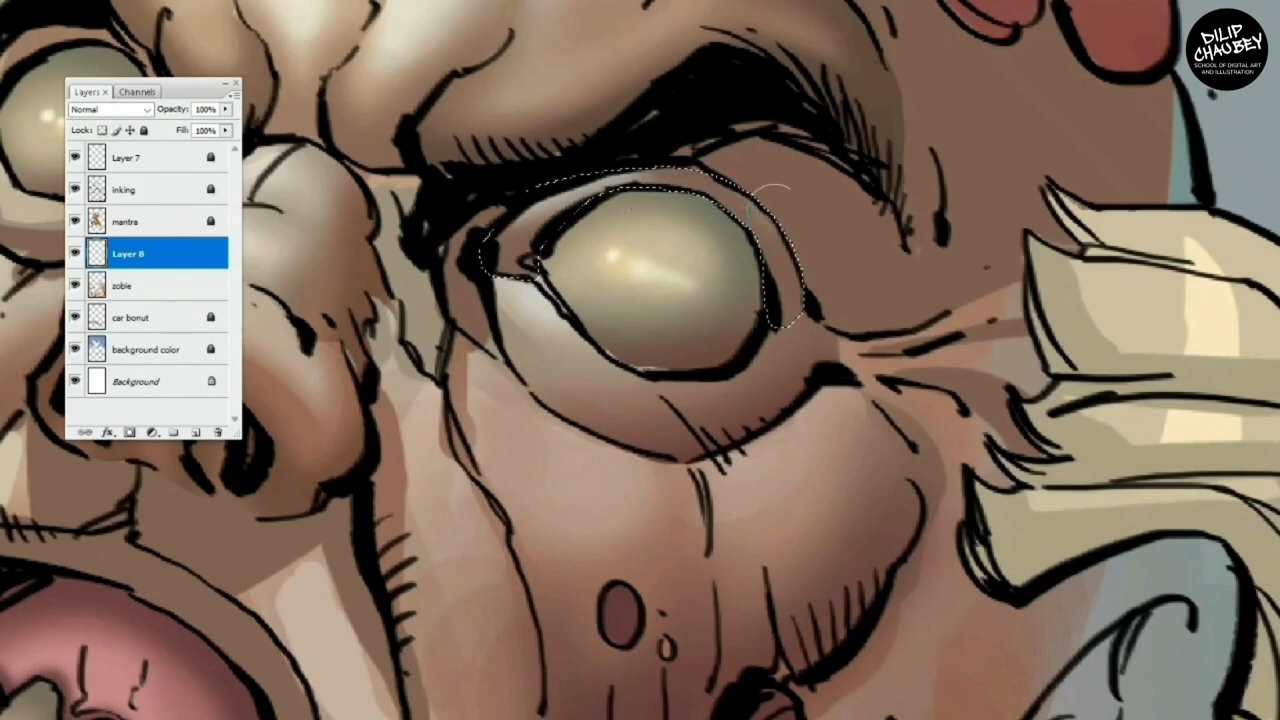 DILIP
CHAUBEY
SCHOOL OF DIGITAL ART
AND ILLUSTRATION
Layers × Channels
Normal Opacity: 100%
Lock: Fill: 100%
Layer 7
inking
mantra
Layer 8
zobie
car bonut
background color
Background
fx